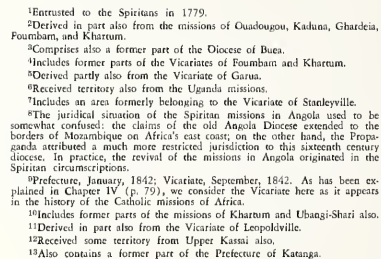 1Entrusted to the Spiritans in 1779.
2Derived in part also from the missions of Ouadougou, Kaduna, Ghardeia,
Foumbam, and Khartum.
3Comprises also a former part of the Diocese of Buea.
4Includes former parts of the Vicariates of Foumbam and Khartum.
5Derived partly also from the Vicariate of Garua.
6Received territory also from the Uganda missions.
7Includes an area formerly belonging to the Vicariate of Stanleyville.
8The juridical situation of the Spiritan missions in Angola used to be
somewhat confused: the claims of the old Angola Diocese extended to the
borders of Mozambique on Africa's east coast; on the other hand, the Propa-
ganda attributed a much more restricted jurisdiction to this sixteenth century
diocese. In practice, the revival of the missions in Angola originated in the
Spiritan circumscriptions.
9Prefecture, January, 1842; Vicariate, September, 1842. As has been ex-
plained in Chapter IV (p. 79), we consider the Vicariate here as it appears
in the history of the Catholic missions of Africa.
10Includes former parts of the missions of Khartum and Ubangi-Shari also.
11Derived in part also from the Vicariate of Leopoldville.
12Received some territory from Upper Kassai also.
13Also contains a former part of the Prefecture of Katanga.